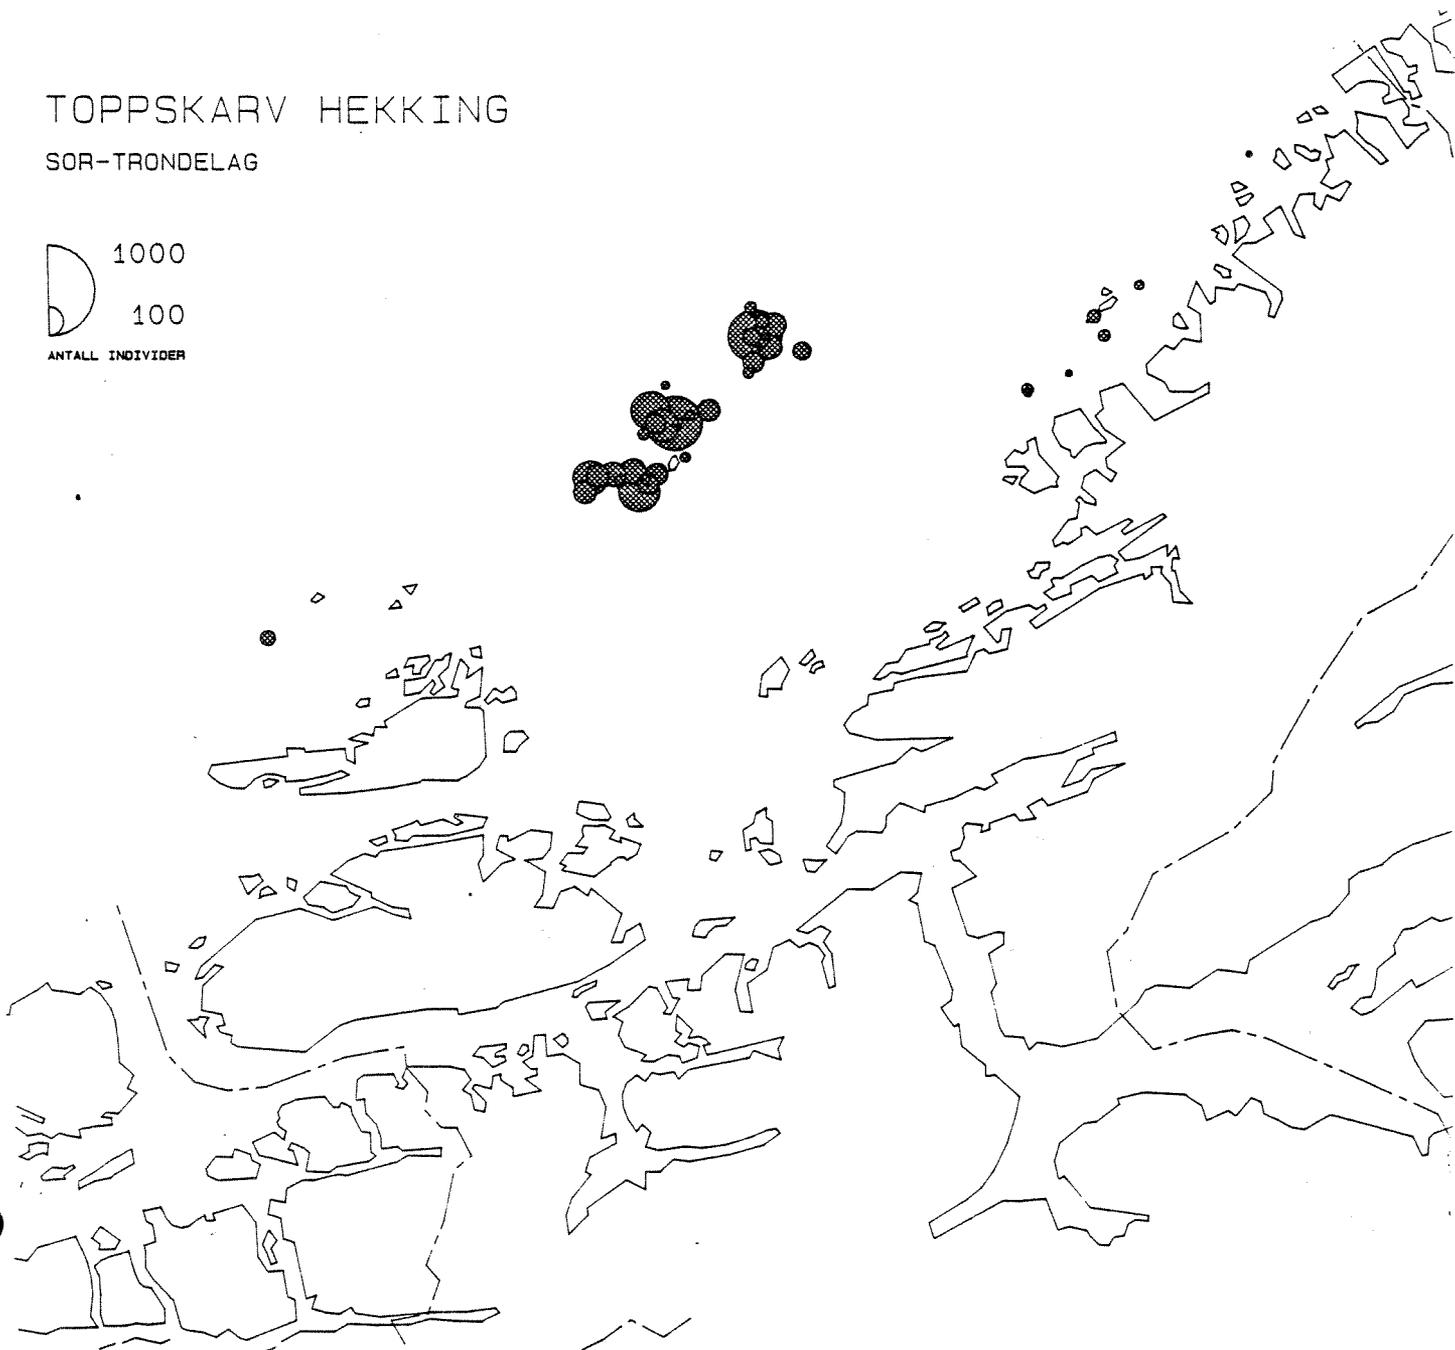 TOPPSKARV HEKKING
SOR-TRONDELAG
1000
100
ANTALL INDIVIDER